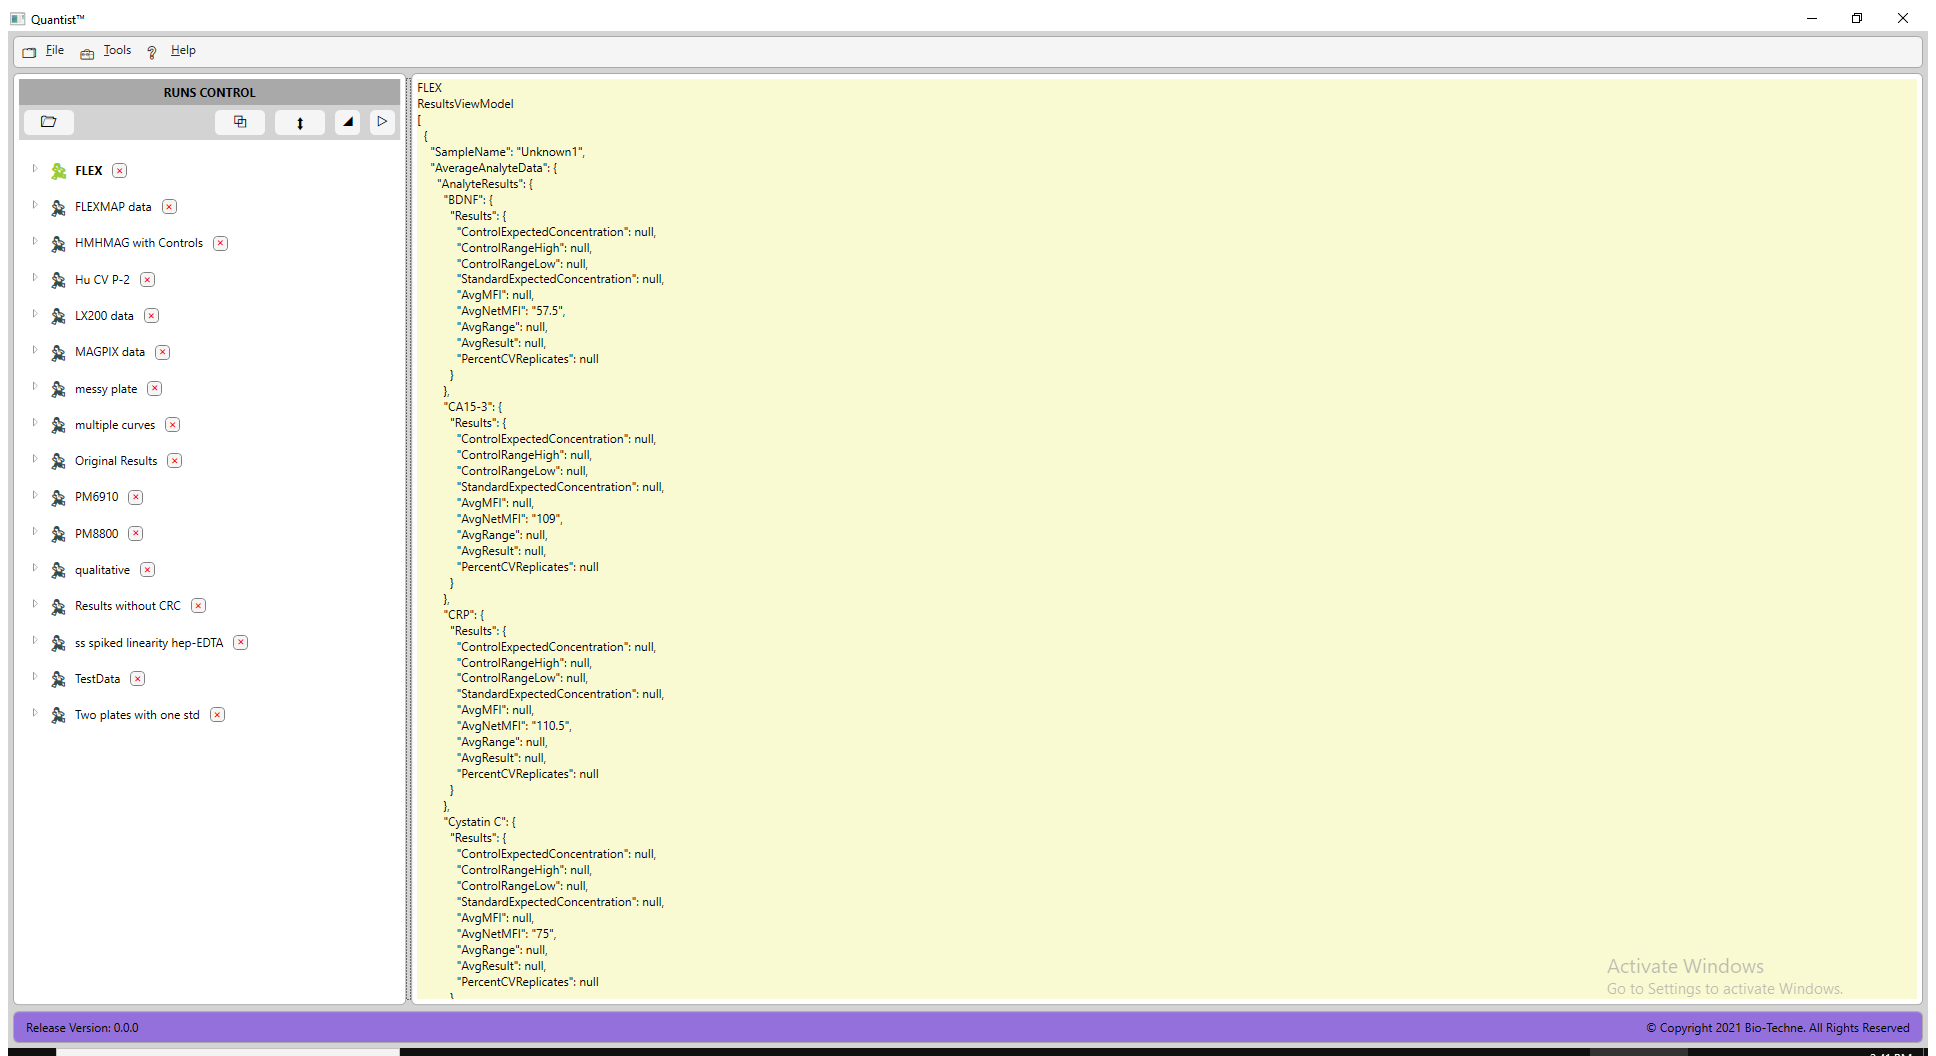 Quantist™
File Tools Help
RUNS CONTROL
FLEX
FLEXMAP data
HMHMAG with Controls
Hu CV P-2
LX200 data
MAGPIX data
messy plate
multiple curves
Original Results
PM6910
PM8800
qualitative
Results without CRC
ss spiked linearity hep-EDTA
TestData
Two plates with one std
FLEX
ResultsViewModel
[
{
"SampleName": "Unknown1",
"AverageAnalyteData": {
"AnalyteResults": {
"BDNF": {
"Results": {
"ControlExpectedConcentration": null,
"ControlRangeHigh": null,
"ControlRangeLow": null,
"StandardExpectedConcentration": null,
"AvgMFI": null,
"AvgNetMFI": "57.5",
"AvgRange": null,
"AvgResult": null,
"PercentCVReplicates": null
}
},
"CA15-3": {
"Results": {
"ControlExpectedConcentration": null,
"ControlRangeHigh": null,
"ControlRangeLow": null,
"StandardExpectedConcentration": null,
"AvgMFI": null,
"AvgNetMFI": "109",
"AvgRange": null,
"AvgResult": null,
"PercentCVReplicates": null
}
},
"CRP": {
"Results": {
"ControlExpectedConcentration": null,
"ControlRangeHigh": null,
"ControlRangeLow": null,
"StandardExpectedConcentration": null,
"AvgMFI": null,
"AvgNetMFI": "110.5",
"AvgRange": null,
"AvgResult": null,
"PercentCVReplicates": null
}
},
"Cystatin C": {
"Results": {
"ControlExpectedConcentration": null,
"ControlRangeHigh": null,
"ControlRangeLow": null,
"StandardExpectedConcentration": null,
"AvgMFI": null,
"AvgNetMFI": "75",
"AvgRange": null,
"AvgResult": null,
"PercentCVReplicates": null
}
Activate Windows
Go to Settings to activate Windows.
Release Version: 0.0.0
© Copyright 2021 Bio-Techne. All Rights Reserved